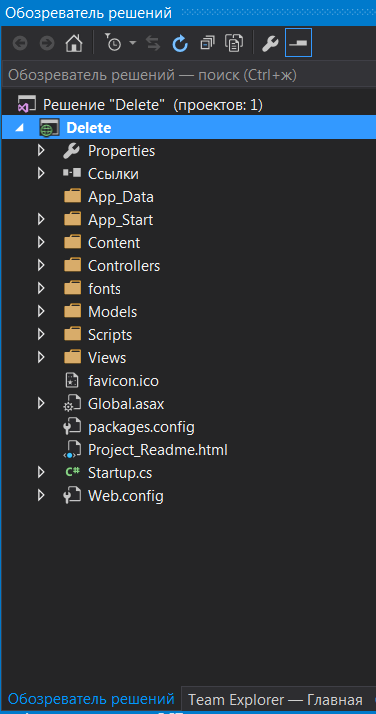 Обозреватель решений
Обозреватель решений — поиск (Ctrl+ж)
Решение "Delete" (проектов: 1)
Delete
Properties
Ссылки
App_Data
App_Start
Content
Controllers
fonts
Models
Scripts
Views
favicon.ico
Global.asax
packages.config
Project_Readme.html
C# Startup.cs
Web.config
Обозреватель решений Team Explorer — Главная